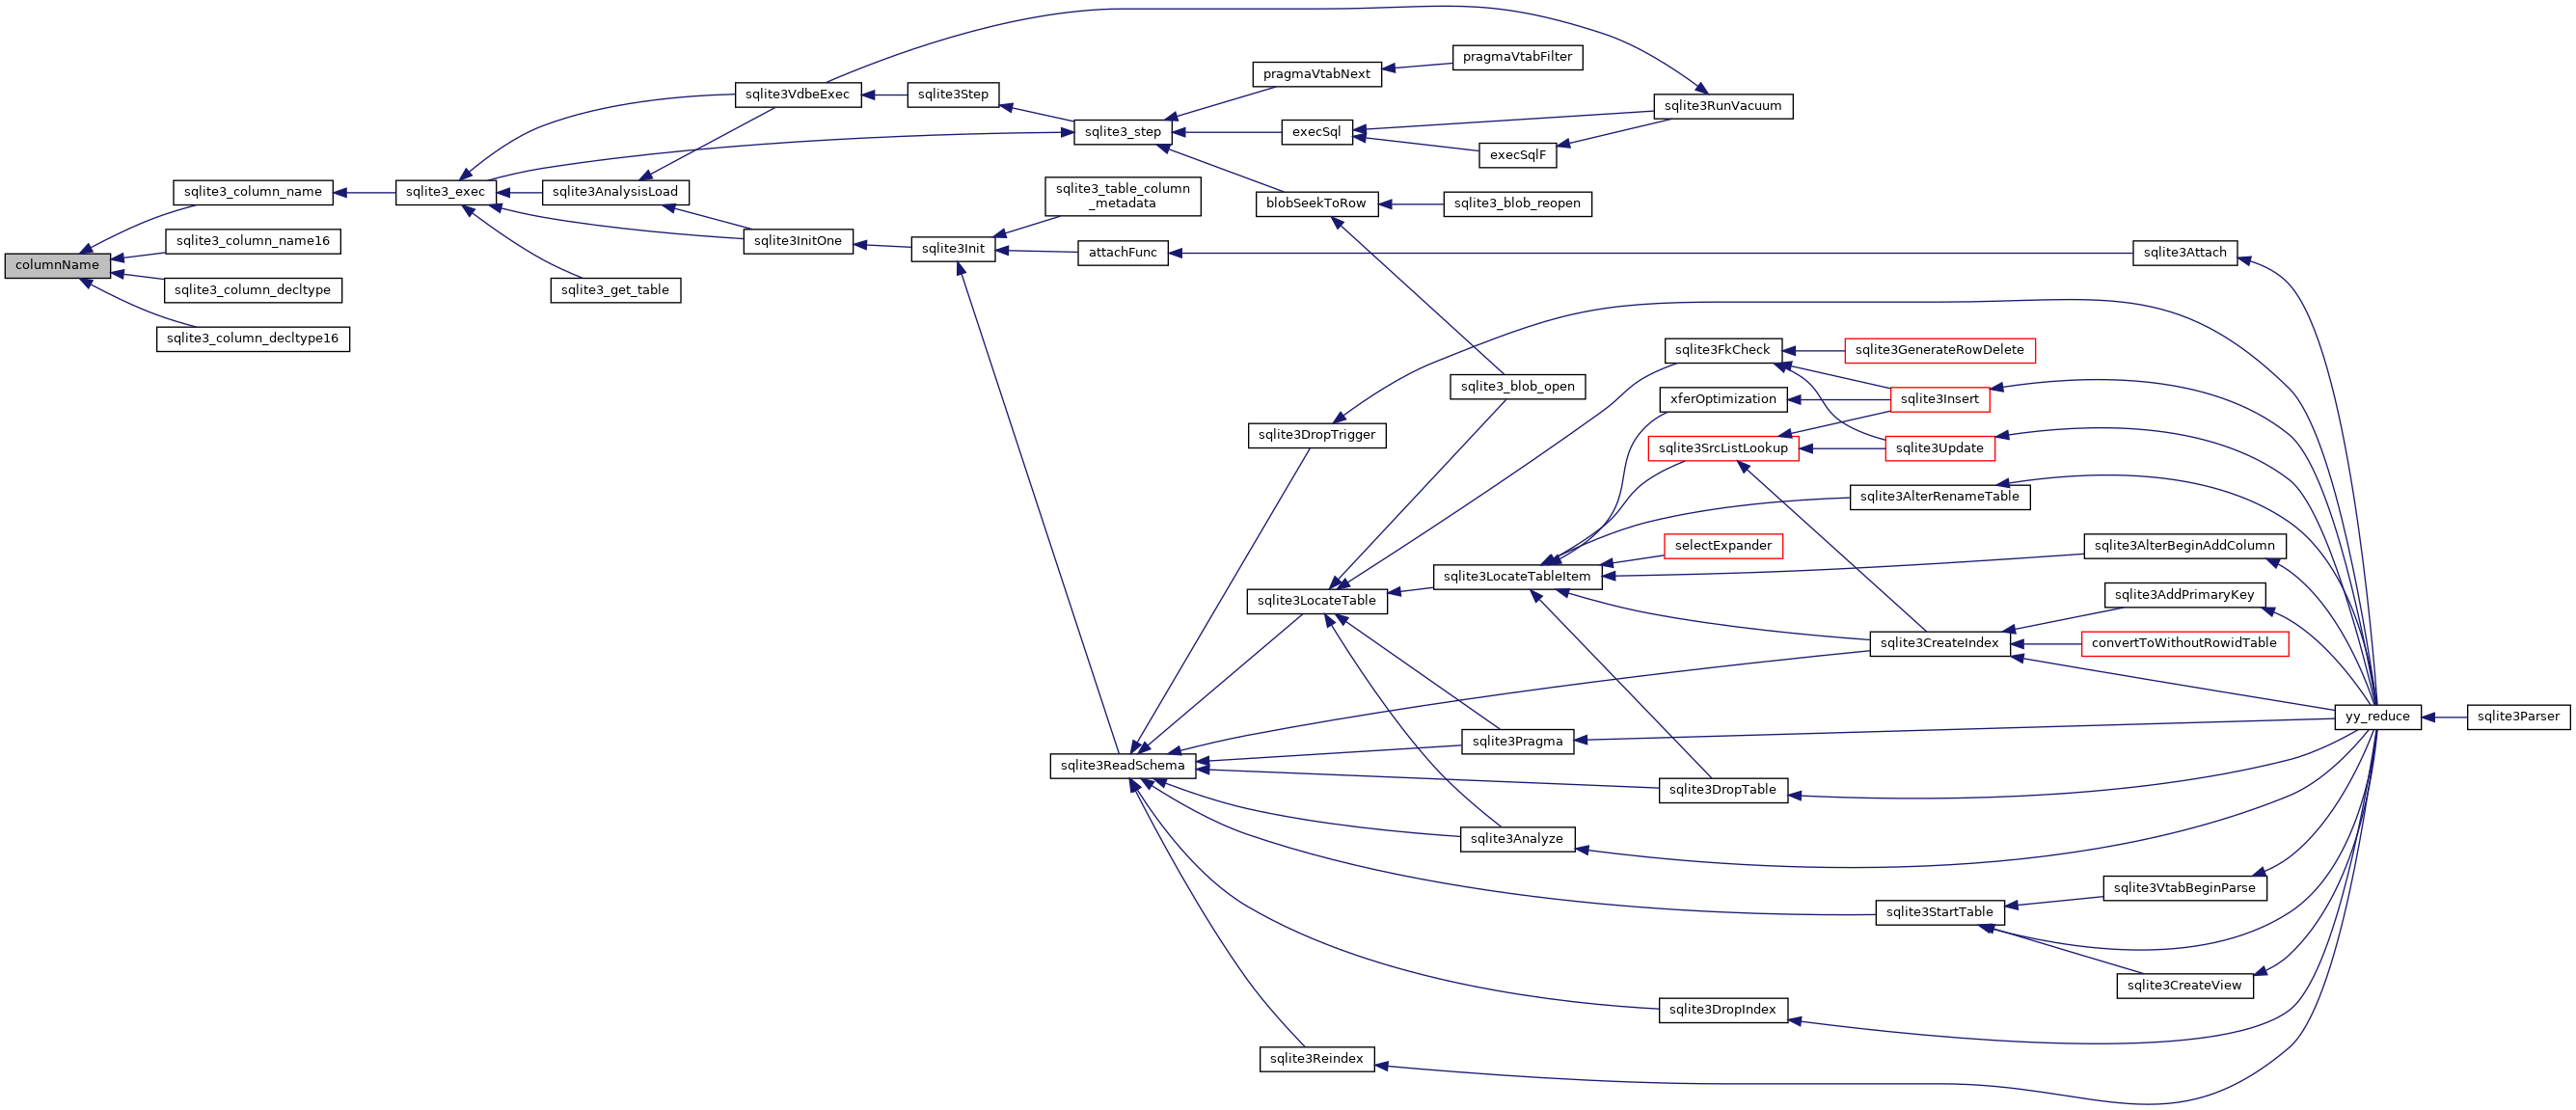 columnName
sqlite3_column_name
sqlite3_column_name16
sqlite3_column_decltype
sqlite3_column_decltype16
sqlite3_exec
sqlite3VdbeExec
sqlite3AnalysisLoad
sqlite3InitOne
sqlite3_get_table
sqlite3Step
sqlite3Init
sqlite3_step
sqlite3_table_column
_metadata
attachFunc
sqlite3ReadSchema
pragmaVtabNext
execSql
blobSeekToRow
sqlite3DropTrigger
sqlite3LocateTable
sqlite3Reindex
pragmaVtabFilter
execSqlF
sqlite3_blob_reopen
sqlite3_blob_open
sqlite3LocateTableItem
sqlite3Pragma
sqlite3Analyze
sqlite3RunVacuum
sqlite3FkCheck
xferOptimization
sqlite3SrcListLookup
selectExpander
sqlite3DropTable
sqlite3DropIndex
sqlite3GenerateRowDelete
sqlite3Insert
sqlite3Update
sqlite3AlterRenameTable
sqlite3CreateIndex
sqlite3StartTable
sqlite3Attach
sqlite3AlterBeginAddColumn
sqlite3AddPrimaryKey
convertToWithoutRowidTable
sqlite3VtabBeginParse
sqlite3CreateView
yy_reduce
sqlite3Parser